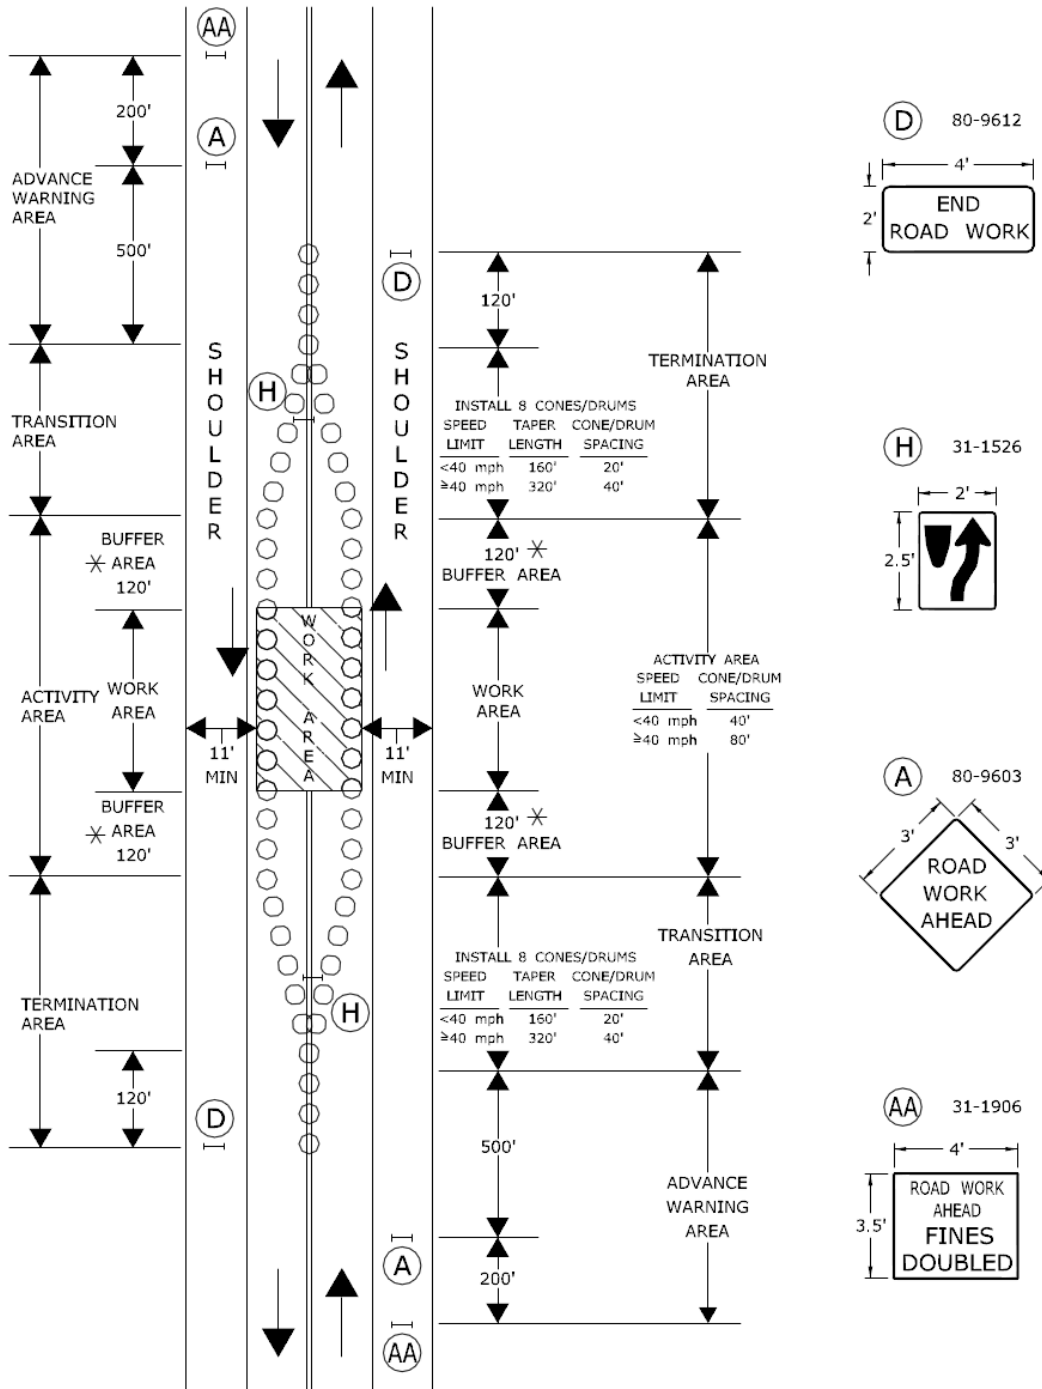 AA
200'
A
ADVANCE
WARNING
AREA
500'
D
120'
SHOULDER
SHOULDER
TERMINATION
AREA
H
TRANSITION
AREA
INSTALL 8 CONES/DRUMS
SPEED TAPER CONE/DRUM
LIMIT LENGTH SPACING
<40 mph 160' 20'
≥40 mph 320' 40'
BUFFER
AREA
120'
120'
BUFFER AREA
WORK AREA
ACTIVITY
AREA
WORK
AREA
WORK
AREA
ACTIVITY AREA
SPEED CONE/DRUM
LIMIT SPACING
<40 mph 40'
≥40 mph 80'
11'
MIN
11'
MIN
BUFFER
AREA
120'
120'
BUFFER AREA
TRANSITION
AREA
INSTALL 8 CONES/DRUMS
SPEED TAPER CONE/DRUM
LIMIT LENGTH SPACING
<40 mph 160' 20'
≥40 mph 320' 40'
TERMINATION
AREA
H
120'
D
500'
ADVANCE
WARNING
AREA
A
200'
AA
D 80-9612
4'
2'
END
ROAD WORK
H 31-1526
2'
2.5'
A 80-9603
3' 3'
ROAD
WORK
AHEAD
AA 31-1906
4'
3.5'
ROAD WORK
AHEAD
FINES
DOUBLED